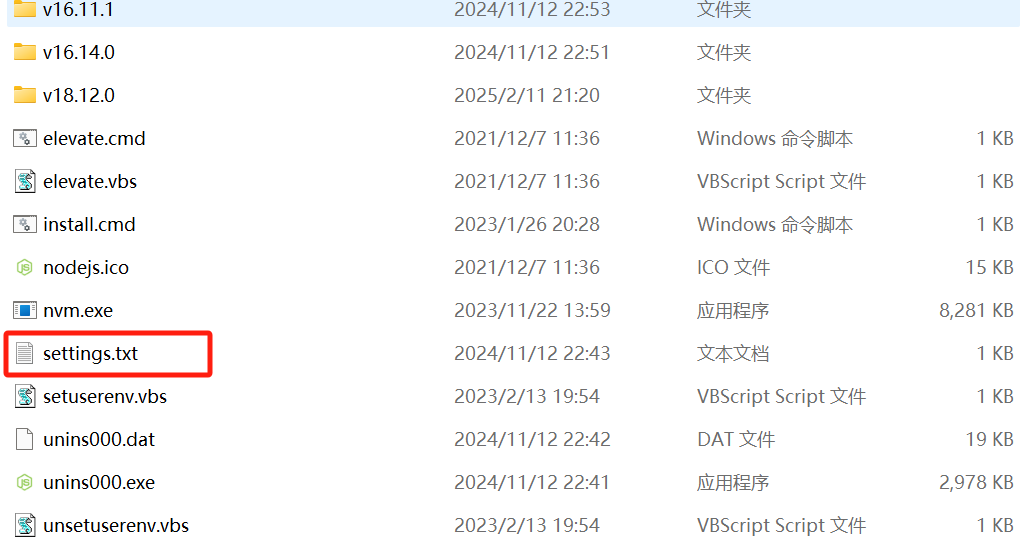 v16.11.1 2024/11/12 22:53 文件夹
v16.14.0 2024/11/12 22:51 文件夹
v18.12.0 2025/2/11 21:20 文件夹
elevate.cmd 2021/12/7 11:36 Windows 命令脚本 1 KB
elevate.vbs 2021/12/7 11:36 VBScript Script 文件 1 KB
install.cmd 2023/1/26 20:28 Windows 命令脚本 1 KB
nodejs.ico 2021/12/7 11:36 ICO 文件 15 KB
nvm.exe 2023/11/22 13:59 应用程序 8,281 KB
settings.txt 2024/11/12 22:43 文本文档 1 KB
setuserenv.vbs 2023/2/13 19:54 VBScript Script 文件 1 KB
unins000.dat 2024/11/12 22:42 DAT 文件 19 KB
unins000.exe 2024/11/12 22:41 应用程序 2,978 KB
unsetuserenv.vbs 2023/2/13 19:54 VBScript Script 文件 1 KB